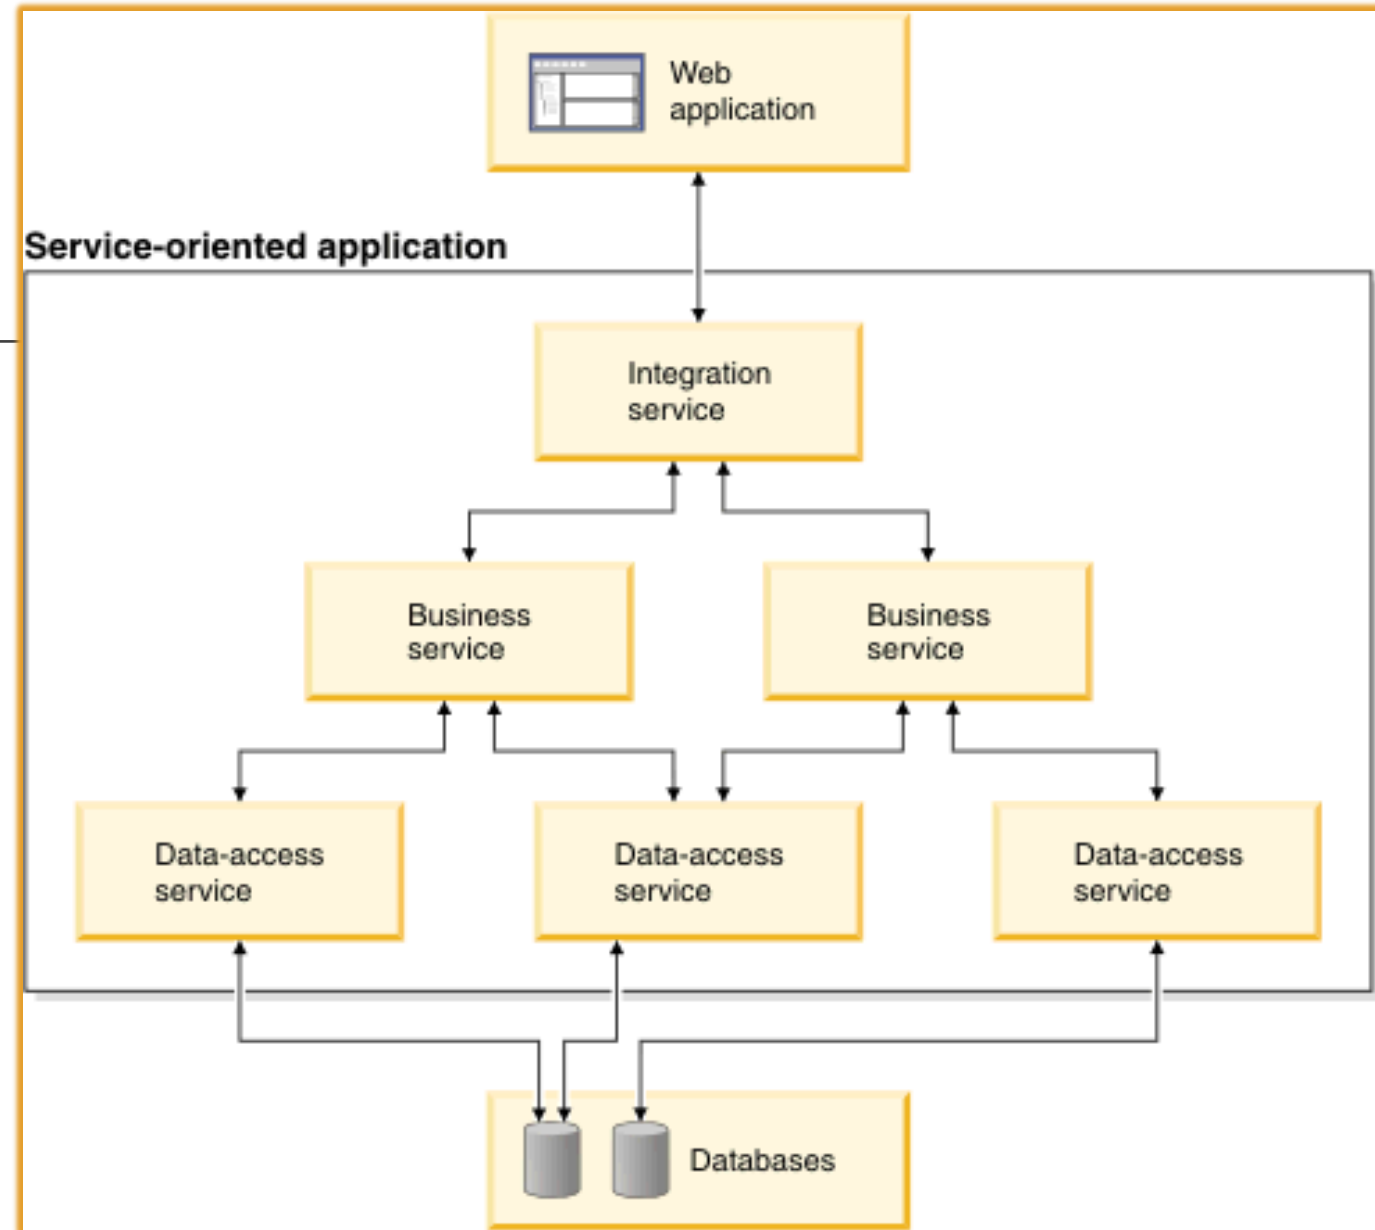 Web
application
Service-oriented application
Integration
service
Business
service
Business
service
Data-access
service
Data-access
service
Data-access
service
Databases